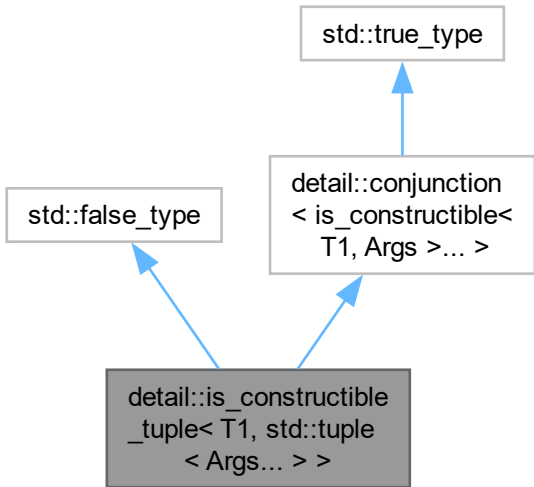 std::true_type
detail::conjunction
< is_constructible<
T1, Args >... >
std::false_type
detail::is_constructible
_tuple< T1, std::tuple
< Args... > >